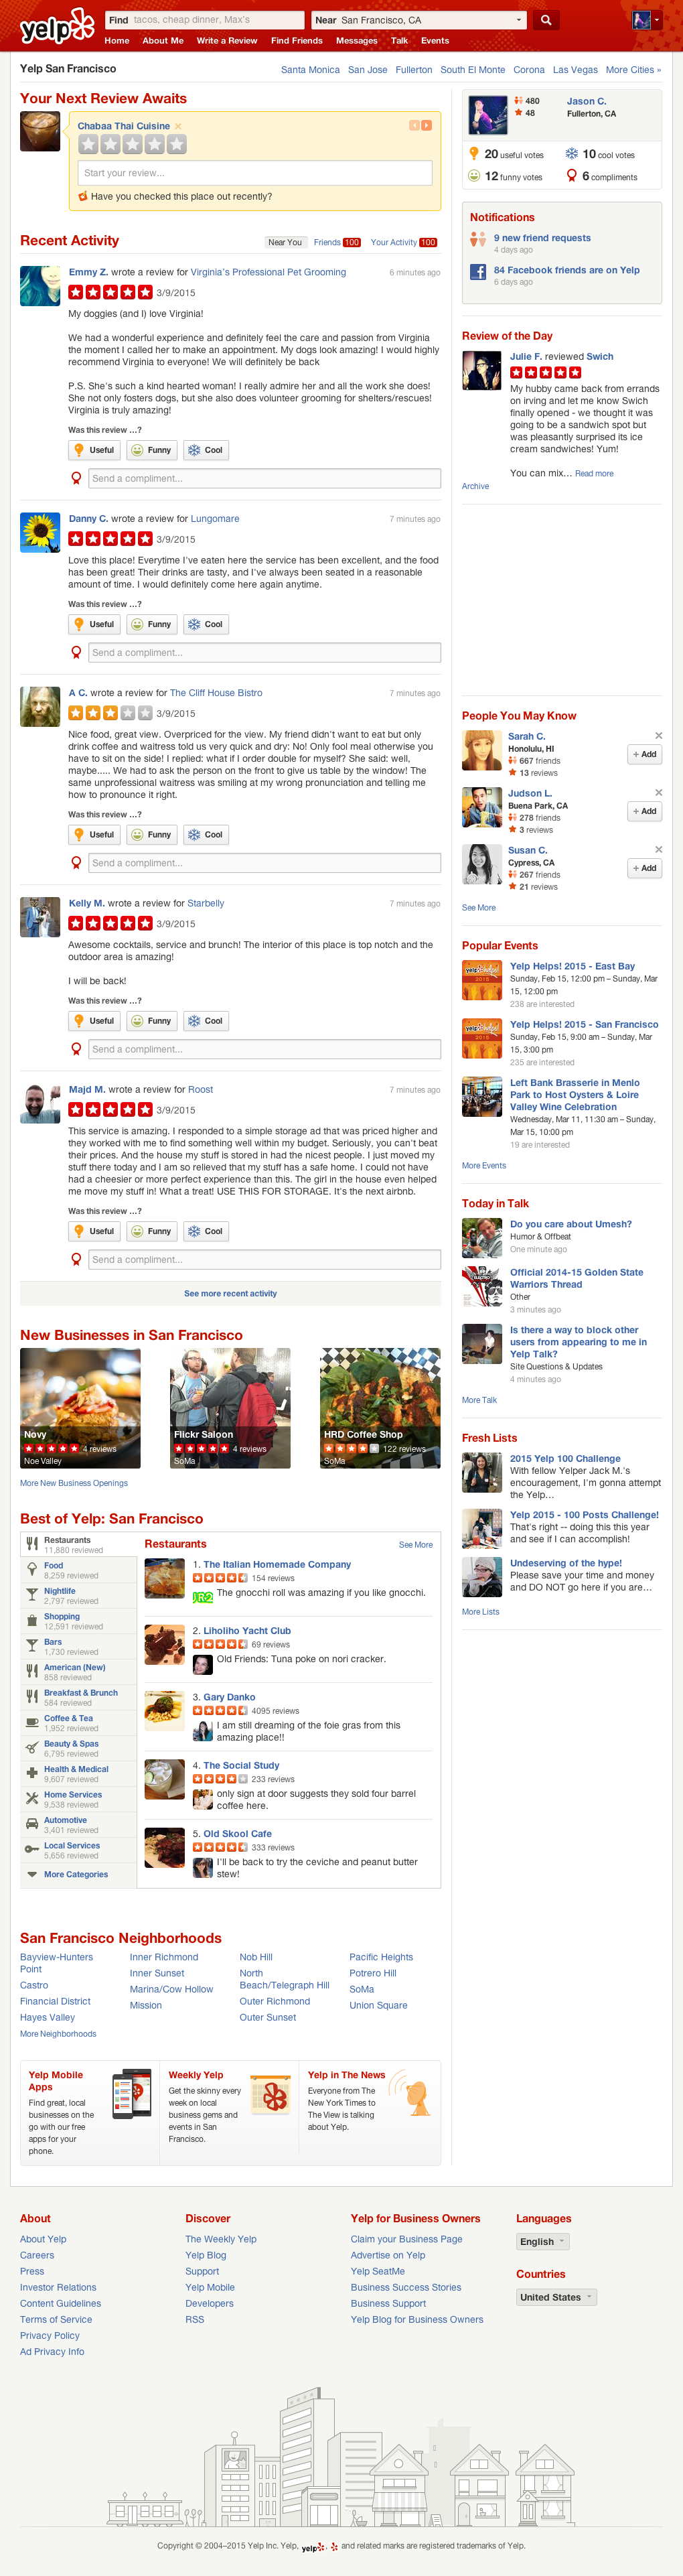 yelp
Find tacos, cheap dinner, Max's
Near San Francisco, CA
Home About Me Write a Review Find Friends Messages Talk Events
Yelp San Francisco
Santa Monica San Jose Fullerton South El Monte Corona Las Vegas More Cities »
Your Next Review Awaits
Chabaa Thai Cuisine
Start your review...
Have you checked this place out recently?
Recent Activity
Near You Friends 100 Your Activity 100
Emmy Z. wrote a review for Virginia's Professional Pet Grooming 6 minutes ago
3/9/2015
My doggies (and I) love Virginia!
We had a wonderful experience and definitely feel the care and passion from Virginia
the moment I called her to make an appointment. My dogs look amazing! I would highly
recommend Virginia to everyone! We will definitely be back
P.S. She's such a kind hearted woman! I really admire her and all the work she does!
She not only fosters dogs, but she also does volunteer grooming for shelters/rescues!
Virginia is truly amazing!
Was this review ...?
Useful Funny Cool
Send a compliment...
Danny C. wrote a review for Lungomare 7 minutes ago
3/9/2015
Love this place! Everytime I've eaten here the service has been excellent, and the food
has been great! Their drinks are tasty, and I've always been seated in a reasonable
amount of time. I would definitely come here again anytime.
Was this review ...?
Useful Funny Cool
Send a compliment...
A C. wrote a review for The Cliff House Bistro 7 minutes ago
3/9/2015
Nice food, great view. Overpriced for the view. My friend didn't want to eat but only
drink coffee and waitress told us very quick and dry: No! Only fool meal otherwise you
have to sit on the side! I replied: what if I order double for myself? She said: well,
maybe..... We had to ask the person on the front to give us table by the window! The
same unprofessional waitress was smiling at my wrong pronunciation and telling me
how to pronounce it right.
Was this review ...?
Useful Funny Cool
Send a compliment...
Kelly M. wrote a review for Starbelly 7 minutes ago
3/9/2015
Awesome cocktails, service and brunch! The interior of this place is top notch and the
outdoor area is amazing!
I will be back!
Was this review ...?
Useful Funny Cool
Send a compliment...
Majd M. wrote a review for Roost 7 minutes ago
3/9/2015
This service is amazing. I responded to a simple storage ad that was priced higher and
they worked with me to find something well within my budget. Seriously, you can't beat
their prices. And the house my stuff is stored in had the nicest people. I just moved my
stuff there today and I am so relieved that my stuff has a safe home. I could not have
had a cheesier or more perfect experience than this. The girl in the house even helped
me move my stuff! What a treat! USE THIS FOR STORAGE. It's the next airbnb.
Was this review ...?
Useful Funny Cool
Send a compliment...
See more recent activity
New Businesses in San Francisco
Novy
4 reviews
Noe Valley
Flickr Saloon
4 reviews
SoMa
HRD Coffee Shop
122 reviews
SoMa
More New Business Openings
Best of Yelp: San Francisco
Restaurants
11,880 reviewed
Food
8,259 reviewed
Nightlife
2,797 reviewed
Shopping
12,591 reviewed
Bars
1,730 reviewed
American (New)
858 reviewed
Breakfast & Brunch
584 reviewed
Coffee & Tea
1,952 reviewed
Beauty & Spas
6,795 reviewed
Health & Medical
9,607 reviewed
Home Services
9,538 reviewed
Automotive
3,401 reviewed
Local Services
5,656 reviewed
More Categories
Restaurants See More
1. The Italian Homemade Company
154 reviews
The gnocchi roll was amazing if you like gnocchi.
2. Liholiho Yacht Club
69 reviews
Old Friends: Tuna poke on nori cracker.
3. Gary Danko
4095 reviews
I am still dreaming of the foie gras from this
amazing place!!
4. The Social Study
233 reviews
only sign at door suggests they sold four barrel
coffee here.
5. Old Skool Cafe
333 reviews
I'll be back to try the ceviche and peanut butter
stew!
San Francisco Neighborhoods
Bayview-Hunters
Point
Castro
Financial District
Hayes Valley
More Neighborhoods
Inner Richmond
Inner Sunset
Marina/Cow Hollow
Mission
Nob Hill
North
Beach/Telegraph Hill
Outer Richmond
Outer Sunset
Pacific Heights
Potrero Hill
SoMa
Union Square
Yelp Mobile
Apps
Find great, local
businesses on the
go with our free
apps for your
phone.
Weekly Yelp
Get the skinny every
week on local
business gems and
events in San
Francisco.
Yelp in The News
Everyone from The
New York Times to
The View is talking
about Yelp.
480
48
Jason C.
Fullerton, CA
20 useful votes
10 cool votes
12 funny votes
6 compliments
Notifications
9 new friend requests
4 days ago
84 Facebook friends are on Yelp
6 days ago
Review of the Day
Julie F. reviewed Swich
My hubby came back from errands
on irving and let me know Swich
finally opened - we thought it was
going to be a sandwich spot but
was pleasantly surprised its ice
cream sandwiches! Yum!
You can mix... Read more
Archive
People You May Know
Sarah C.
Honolulu, HI
667 friends
13 reviews
+ Add
Judson L.
Buena Park, CA
278 friends
3 reviews
+ Add
Susan C.
Cypress, CA
267 friends
21 reviews
+ Add
See More
Popular Events
Yelp Helps! 2015 - East Bay
Sunday, Feb 15, 12:00 pm – Sunday, Mar
15, 12:00 pm
238 are interested
Yelp Helps! 2015 - San Francisco
Sunday, Feb 15, 9:00 am – Sunday, Mar
15, 3:00 pm
235 are interested
Left Bank Brasserie in Menlo
Park to Host Oysters & Loire
Valley Wine Celebration
Wednesday, Mar 11, 11:30 am – Sunday,
Mar 15, 10:00 pm
19 are interested
More Events
Today in Talk
Do you care about Umesh?
Humor & Offbeat
One minute ago
Official 2014-15 Golden State
Warriors Thread
Other
3 minutes ago
Is there a way to block other
users from appearing to me in
Yelp Talk?
Site Questions & Updates
4 minutes ago
More Talk
Fresh Lists
2015 Yelp 100 Challenge
With fellow Yelper Jack M.'s
encouragement, I'm gonna attempt
the Yelp...
Yelp 2015 - 100 Posts Challenge!
That's right -- doing this this year
and see if I can accomplish!
Undeserving of the hype!
Please save your time and money
and DO NOT go here if you are...
More Lists
About
About Yelp
Careers
Press
Investor Relations
Content Guidelines
Terms of Service
Privacy Policy
Ad Privacy Info
Discover
The Weekly Yelp
Yelp Blog
Support
Yelp Mobile
Developers
RSS
Yelp for Business Owners
Claim your Business Page
Advertise on Yelp
Yelp SeatMe
Business Success Stories
Business Support
Yelp Blog for Business Owners
Languages
English
Countries
United States
Copyright © 2004–2015 Yelp Inc. Yelp, yelp, and related marks are registered trademarks of Yelp.